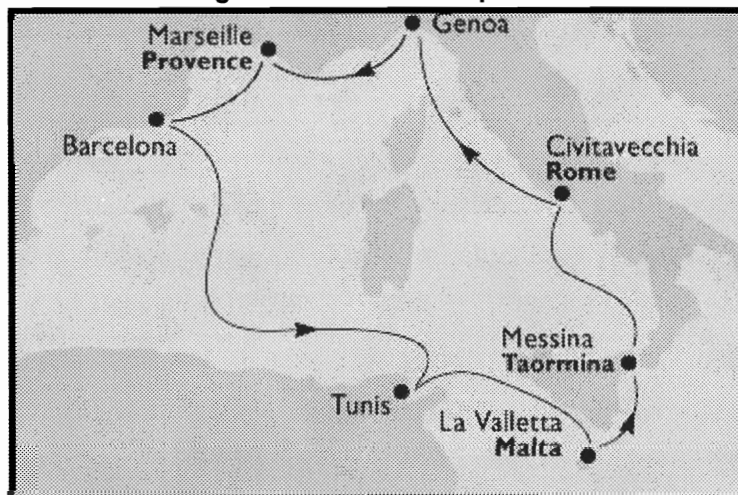 Genoa
Marseille
Provence
Barcelona
Civitavecchia
Rome
Messina
Taormina
Tunis
La Valletta
Malta